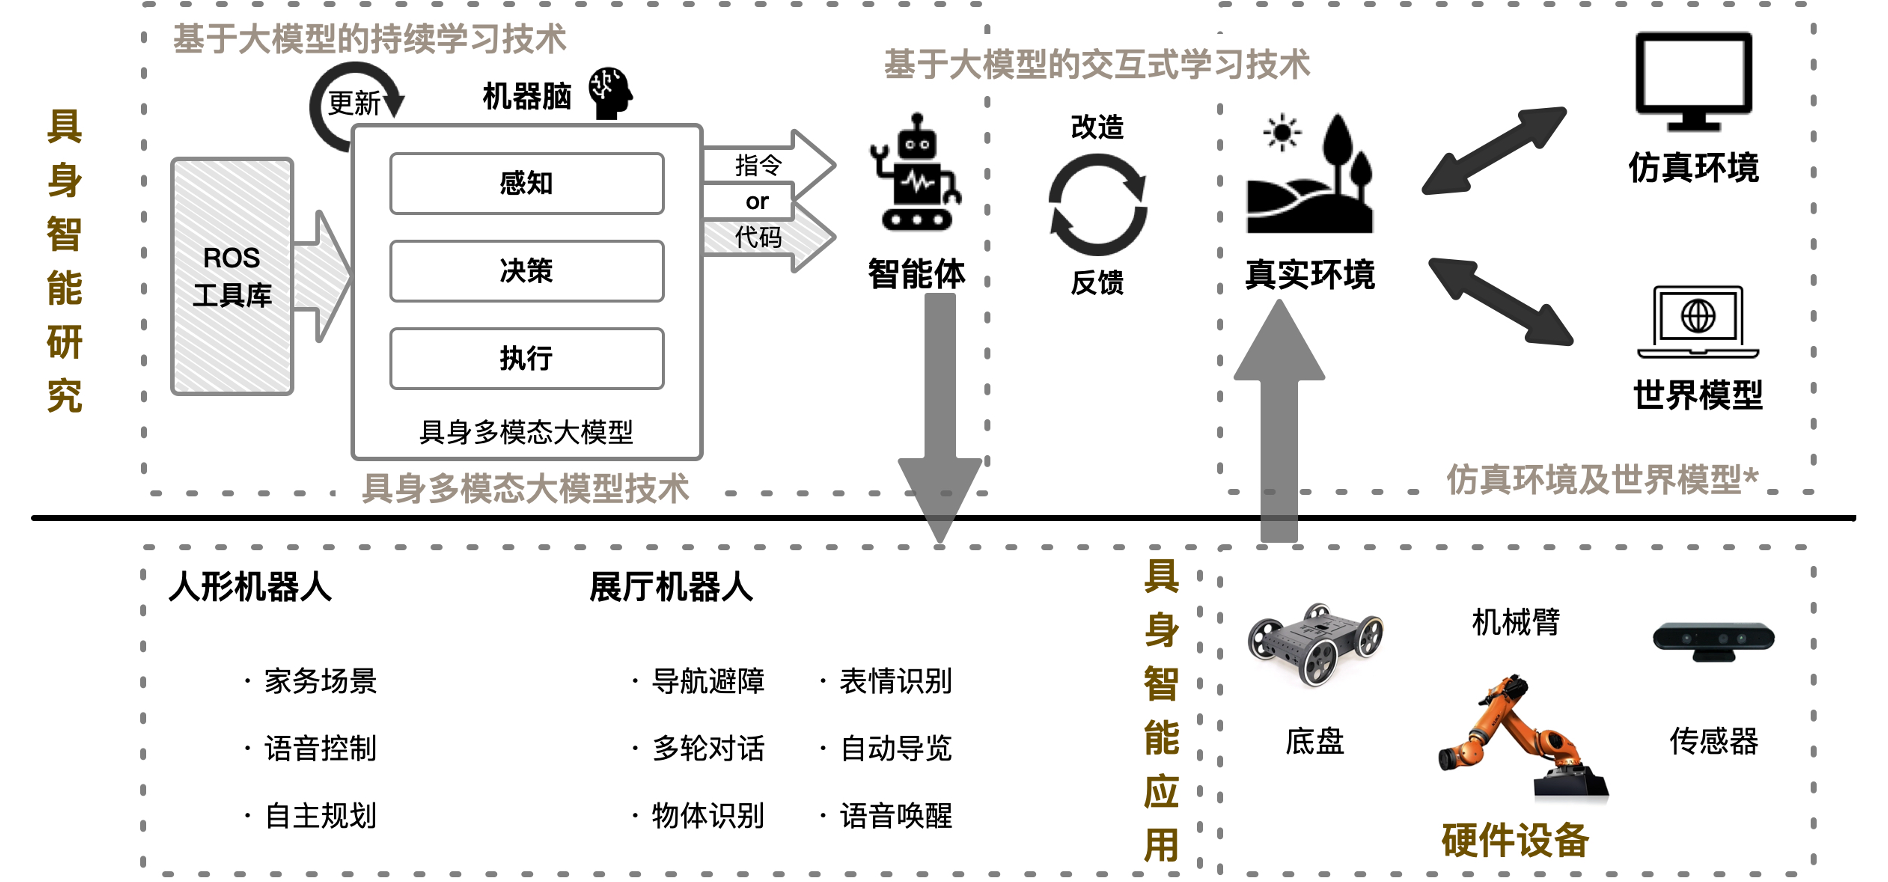 具身智能研究
基于大模型的持续学习技术
更新
机器脑
ROS
工具库
感知
决策
执行
具身多模态大模型
具身多模态大模型技术
指令
or
代码
智能体
基于大模型的交互式学习技术
改造
反馈
真实环境
仿真环境
世界模型
仿真环境及世界模型*
人形机器人
· 家务场景
· 语音控制
· 自主规划
展厅机器人
· 导航避障
· 表情识别
· 多轮对话
· 自动导览
· 物体识别
· 语音唤醒
具身智能应用
底盘
机械臂
传感器
硬件设备